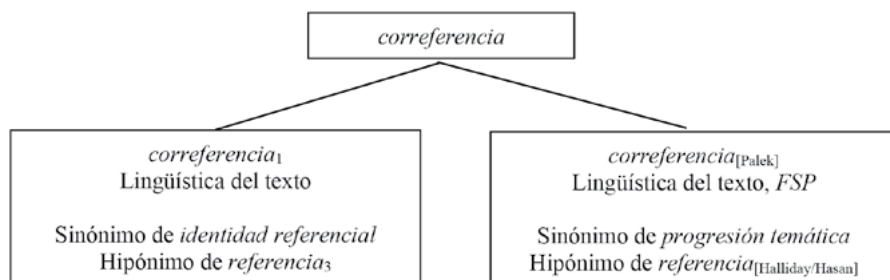 correferencia
correferencia₁
Lingüística del texto
Sinónimo de identidad referencial
Hipónimo de referencia₃
correferencia[Palek]
Lingüística del texto, FSP
Sinónimo de progresión temática
Hipónimo de referencia[Halliday/Hasan]